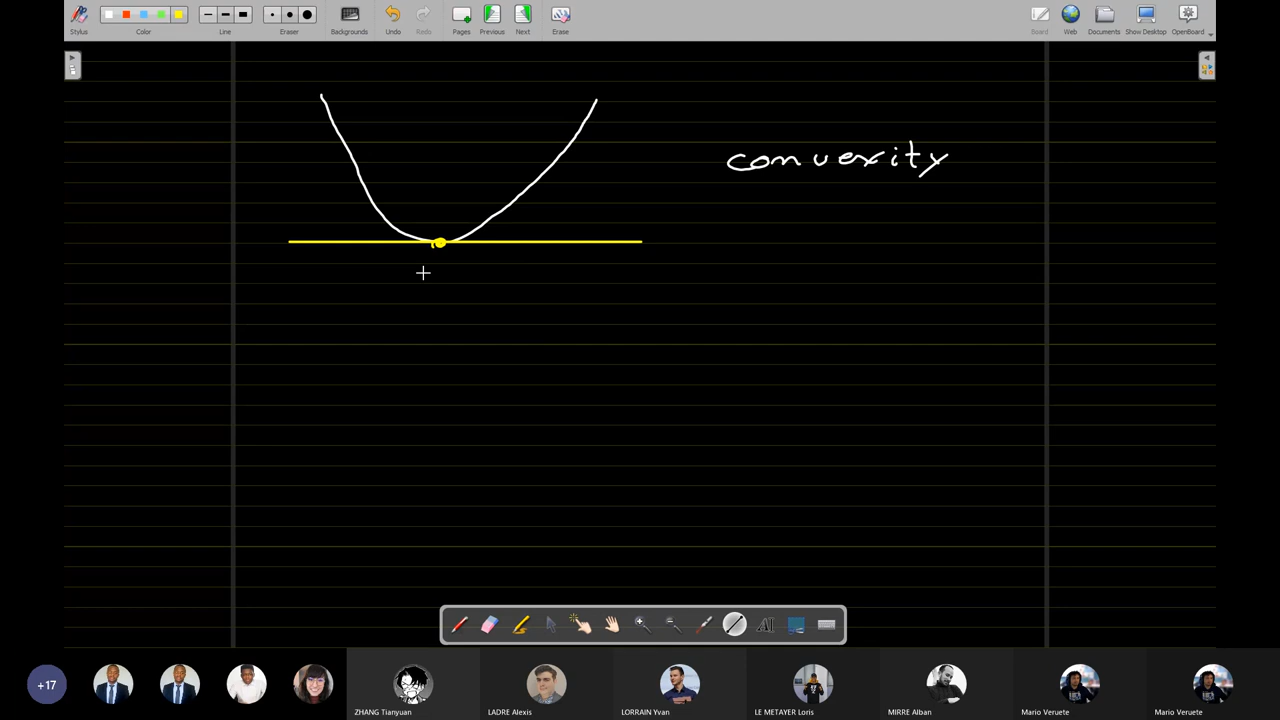 Stylus
Color
Line
Eraser
Backgrounds
Undo
Redo
Pages
Previous
Next
Erase
Board
Web
Documents
Show Desktop
OpenBoard
convexity
AI
+17
ZHANG Tianyuan
LADRE Alexis
LORRAIN Yvan
LE METAYER Loris
MIRRE Alban
Mario Veruete
Mario Veruete